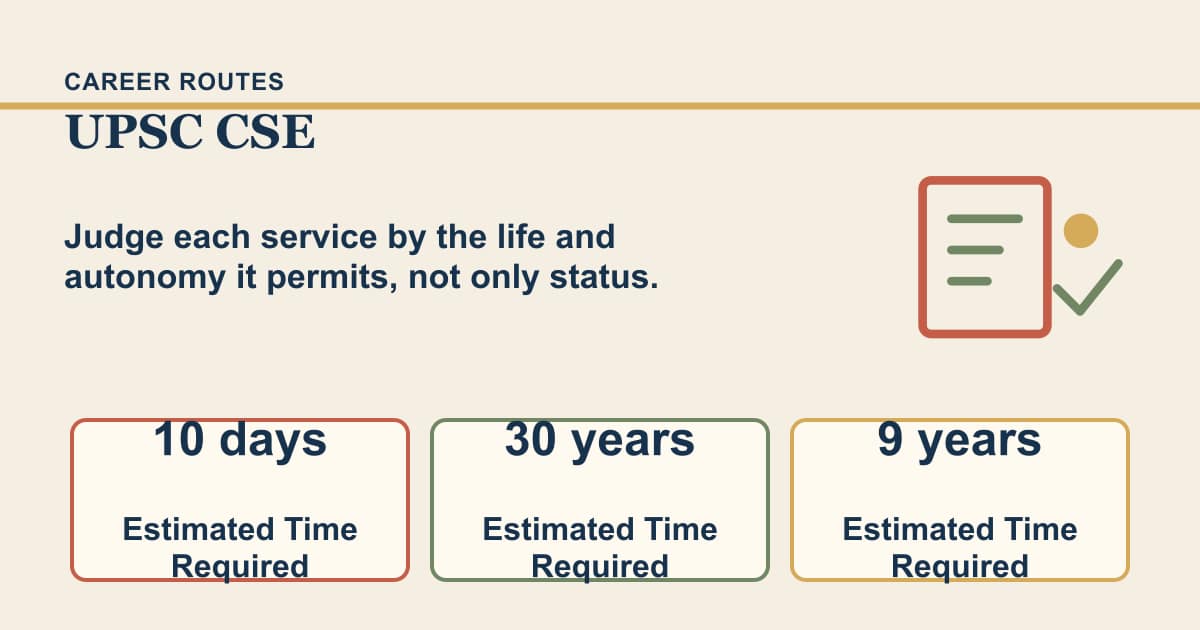 CAREER ROUTES
UPSC CSE
Judge each service by the life and
autonomy it permits, not only status.
10 days
Estimated Time
Required
30 years
Estimated Time
Required
9 years
Estimated Time
Required